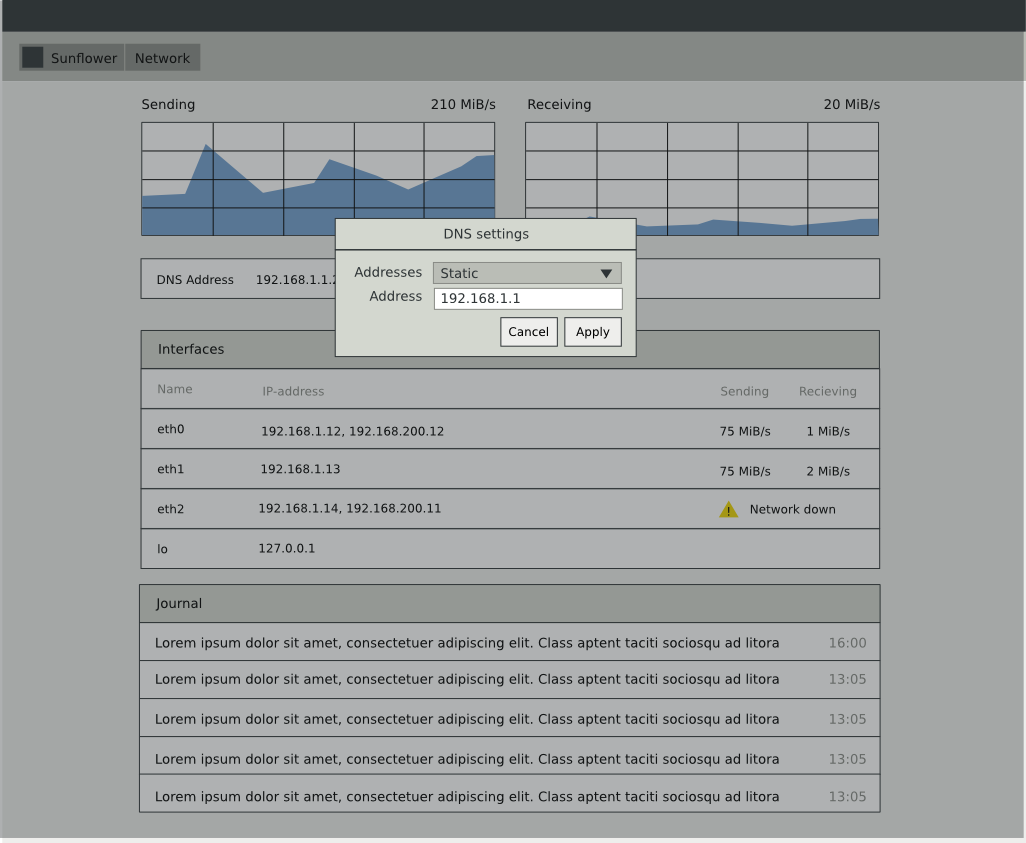 Sunflower Network
Sending 210 MiB/s Receiving 20 MiB/s
DNS settings
Addresses Static
Address 192.168.1.1
Cancel Apply
DNS Address 192.168.1.1.
Interfaces
Name IP-address Sending Recieving
eth0 192.168.1.12, 192.168.200.12 75 MiB/s 1 MiB/s
eth1 192.168.1.13 75 MiB/s 2 MiB/s
eth2 192.168.1.14, 192.168.200.11 ! Network down
lo 127.0.0.1
Journal
Lorem ipsum dolor sit amet, consectetuer adipiscing elit. Class aptent taciti sociosqu ad litora 16:00
Lorem ipsum dolor sit amet, consectetuer adipiscing elit. Class aptent taciti sociosqu ad litora 13:05
Lorem ipsum dolor sit amet, consectetuer adipiscing elit. Class aptent taciti sociosqu ad litora 13:05
Lorem ipsum dolor sit amet, consectetuer adipiscing elit. Class aptent taciti sociosqu ad litora 13:05
Lorem ipsum dolor sit amet, consectetuer adipiscing elit. Class aptent taciti sociosqu ad litora 13:05